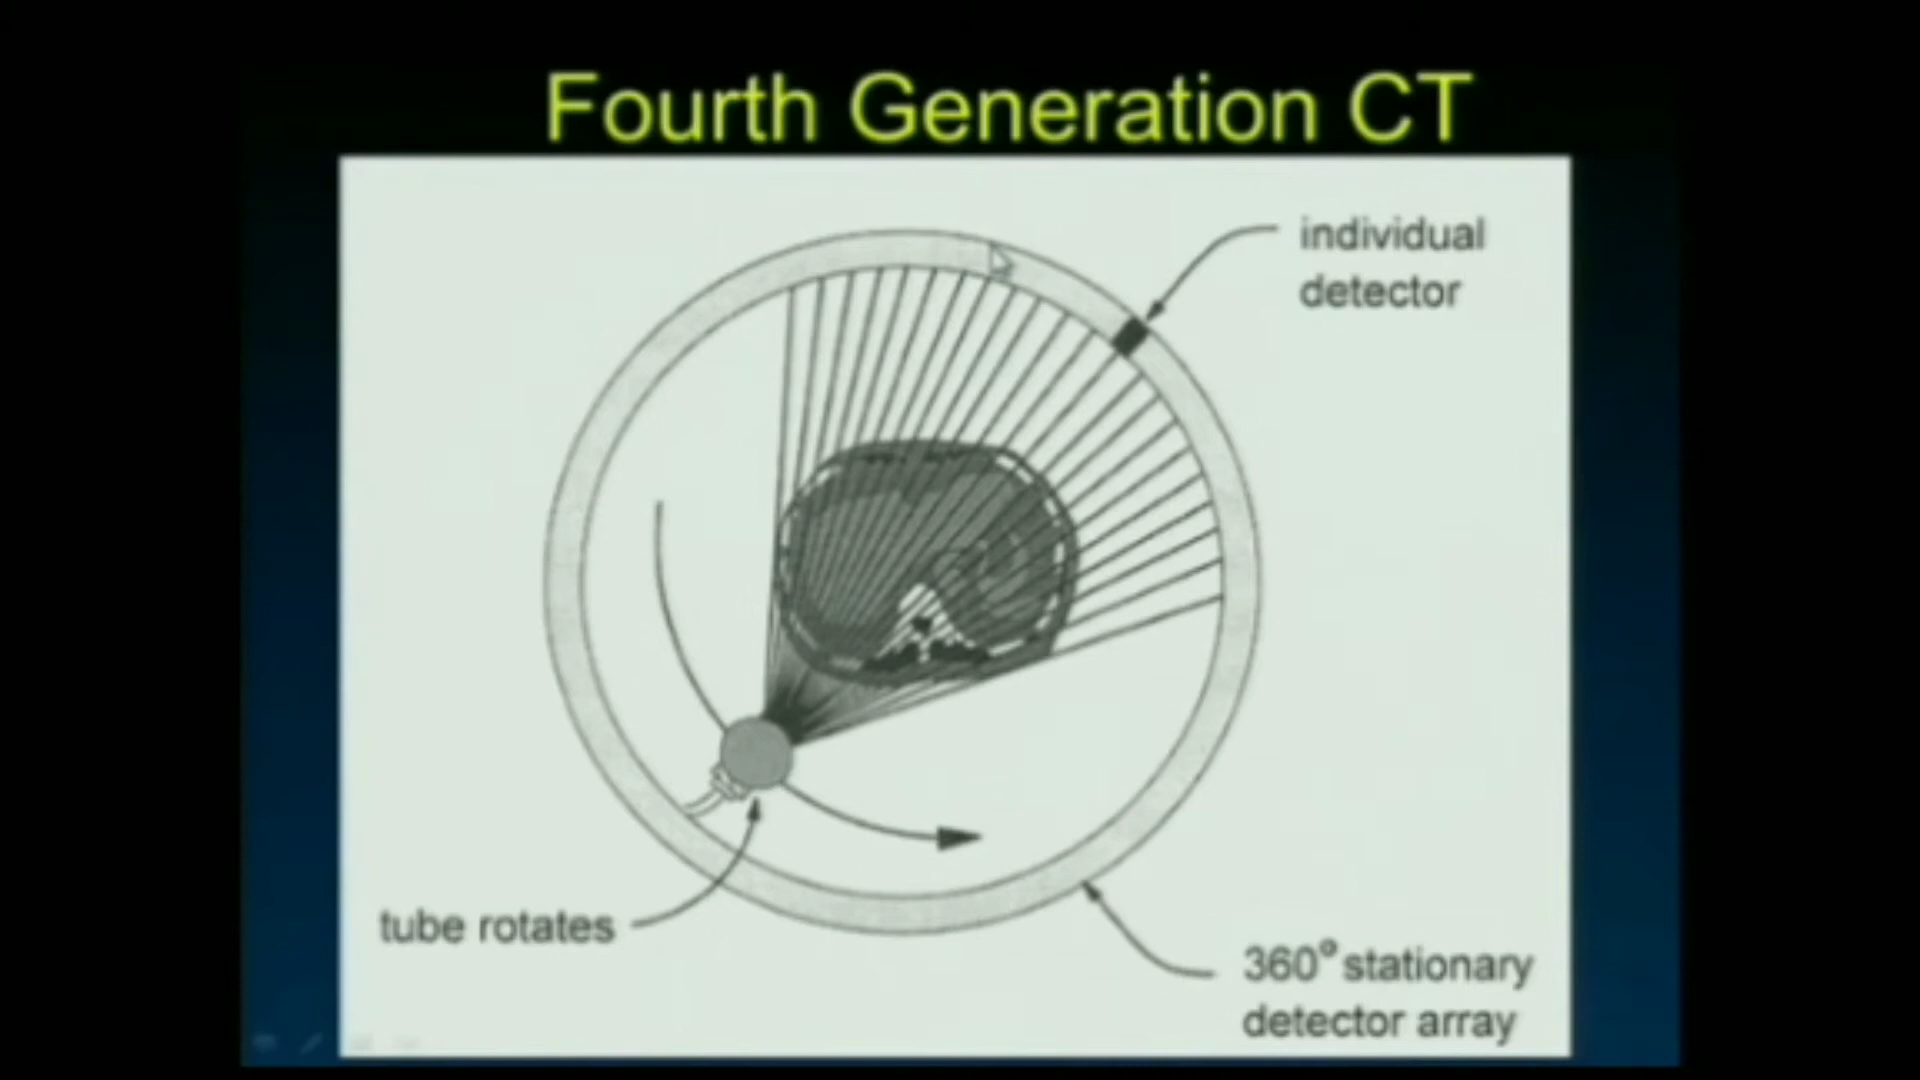 Fourth Generation CT
individual
detector
tube rotates
360° stationary
detector array